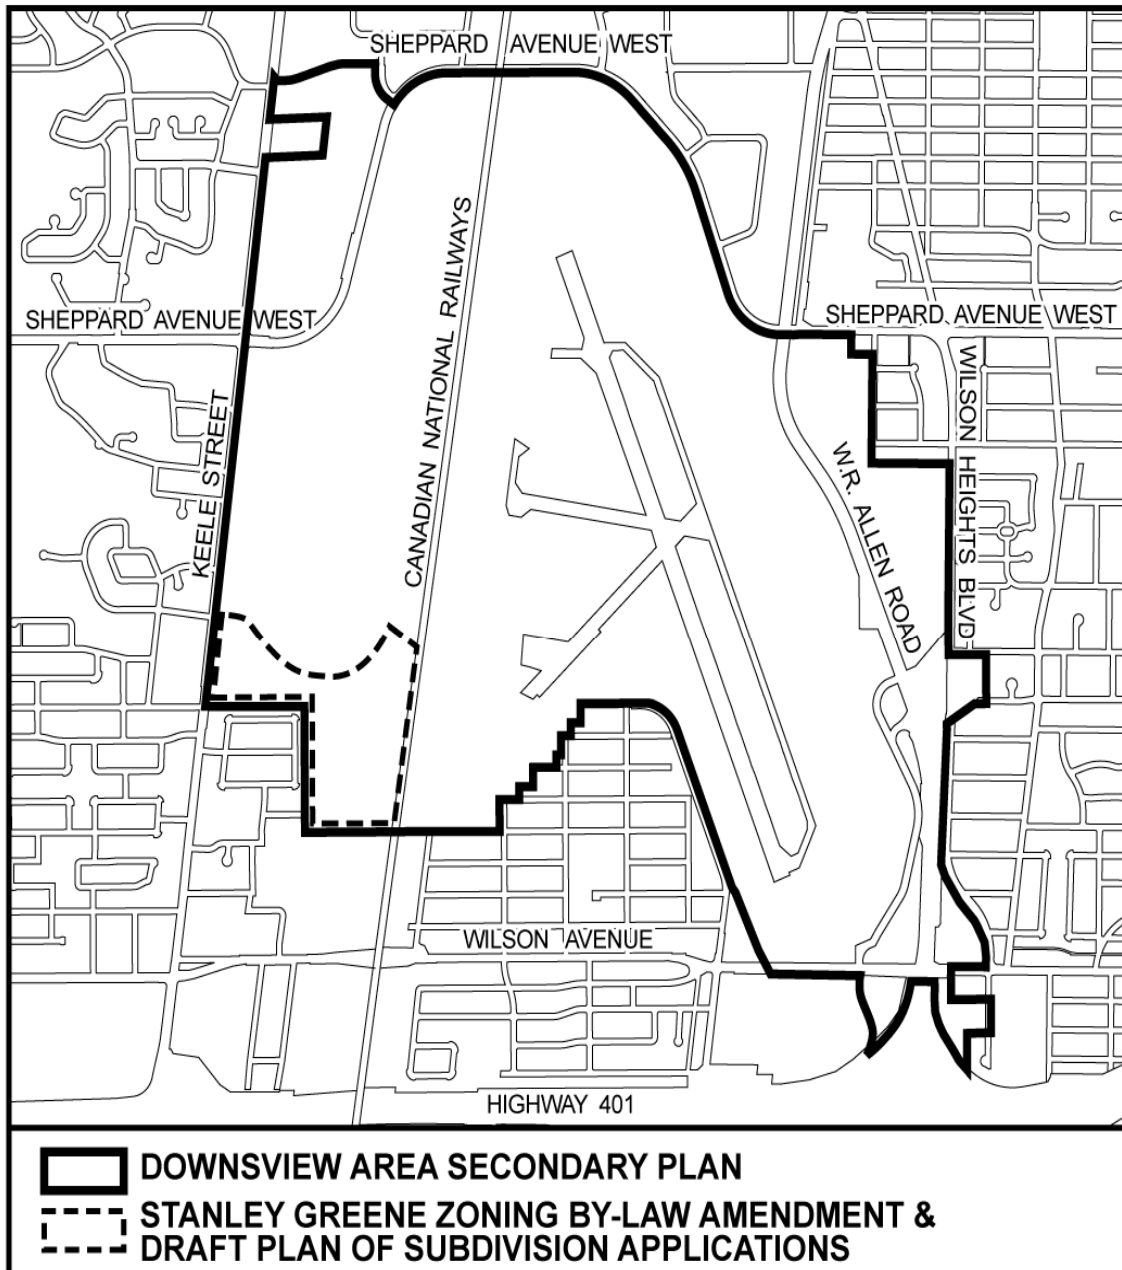 SHEPPARD AVENUE WEST
SHEPPARD AVENUE WEST
SHEPPARD AVENUE WEST
KEELE STREET
CANADIAN NATIONAL RAILWAYS
W.R. ALLEN ROAD
WILSON HEIGHTS BLVD
WILSON AVENUE
HIGHWAY 401
DOWNSVIEW AREA SECONDARY PLAN
STANLEY GREENE ZONING BY-LAW AMENDMENT &
DRAFT PLAN OF SUBDIVISION APPLICATIONS